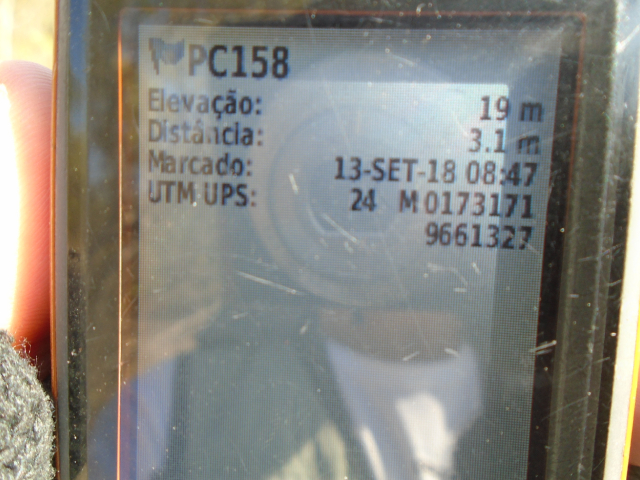 PC158
Elevação: 19 m
Distância: 3.1 m
Marcado: 13-SET-18 08:47
UTM UPS: 24 M 0173171
9661327